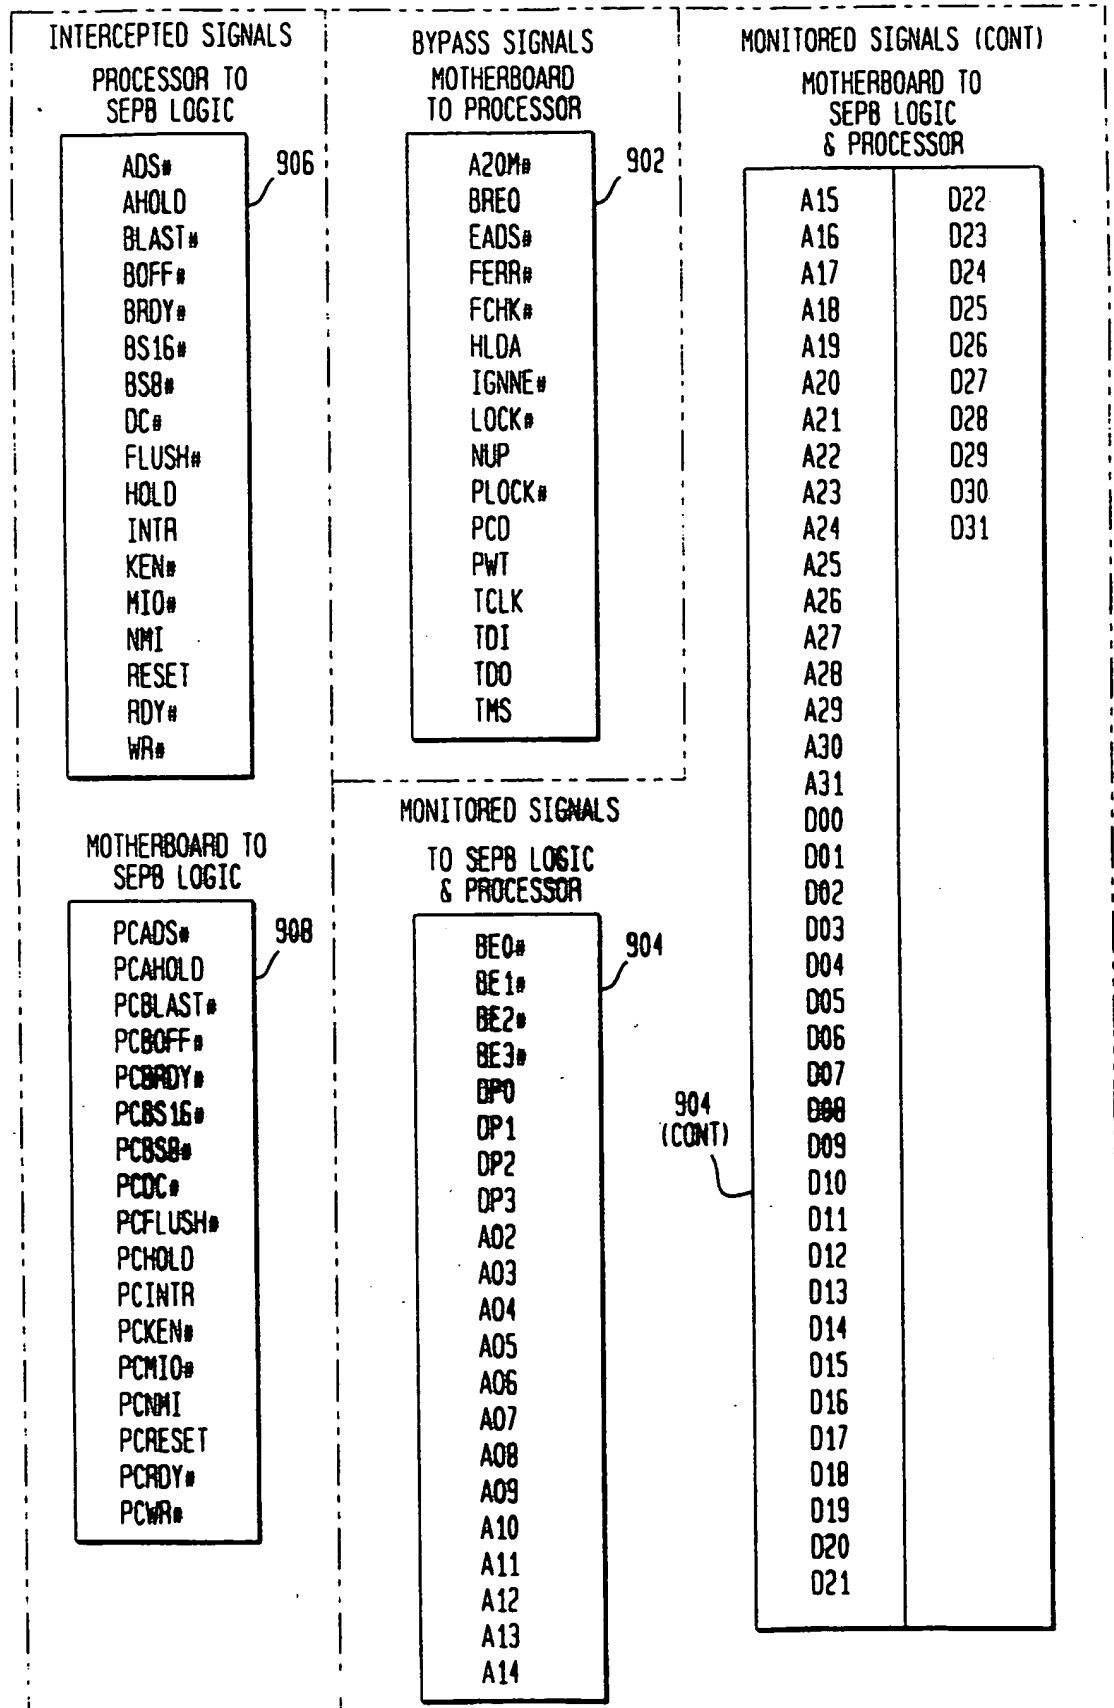 INTERCEPTED SIGNALS
PROCESSOR TO
SEPB LOGIC
906
ADS#
AHOLD
BLAST#
BOFF#
BRDY#
BS16#
BS8#
DC#
FLUSH#
HOLD
INTR
KEN#
MIO#
NMI
RESET
RDY#
WR#
MOTHERBOARD TO
SEPB LOGIC
908
PCADS#
PCAHOLD
PCBLAST#
PCBOFF#
PCBRDY#
PCBS16#
PCBS8#
PCDC#
PCFLUSH#
PCHOLD
PCINTR
PCKEN#
PCMIO#
PCNMI
PCRESET
PCRDY#
PCWR#
BYPASS SIGNALS
MOTHERBOARD
TO PROCESSOR
902
A20M#
BREQ
EADS#
FERR#
FCHK#
HLDA
IGNNE#
LOCK#
NUP
PLOCK#
PCD
PWT
TCLK
TDI
TDO
TMS
MONITORED SIGNALS
TO SEPB LOGIC
& PROCESSOR
904
BE0#
BE1#
BE2#
BE3#
DP0
DP1
DP2
DP3
A02
A03
A04
A05
A06
A07
A08
A09
A10
A11
A12
A13
A14
MONITORED SIGNALS (CONT)
MOTHERBOARD TO
SEPB LOGIC
& PROCESSOR
904
(CONT)
A15
A16
A17
A18
A19
A20
A21
A22
A23
A24
A25
A26
A27
A28
A29
A30
A31
D00
D01
D02
D03
D04
D05
D06
D07
D08
D09
D10
D11
D12
D13
D14
D15
D16
D17
D18
D19
D20
D21
D22
D23
D24
D25
D26
D27
D28
D29
D30
D31